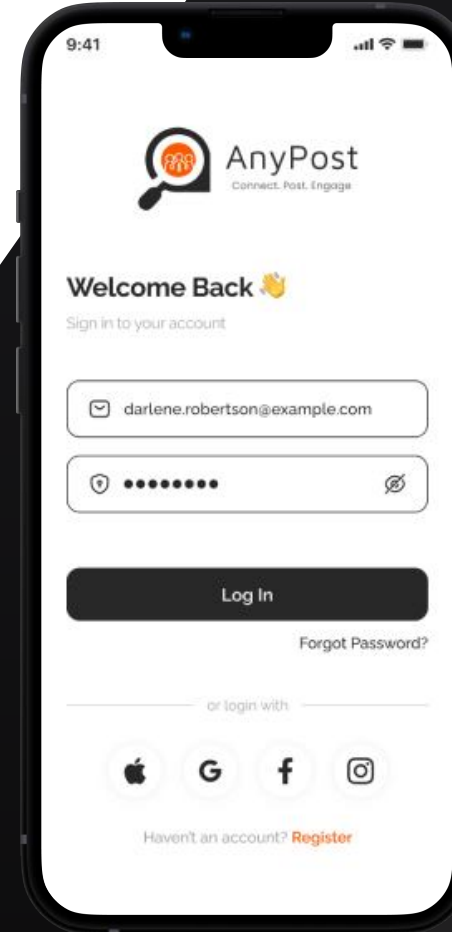 9:41
AnyPost
Connect. Post. Engage
Welcome Back 👋
Sign in to your account
darlene.robertson@example.com
••••••••
Log In
Forgot Password?
or login with
Haven't an account? Register